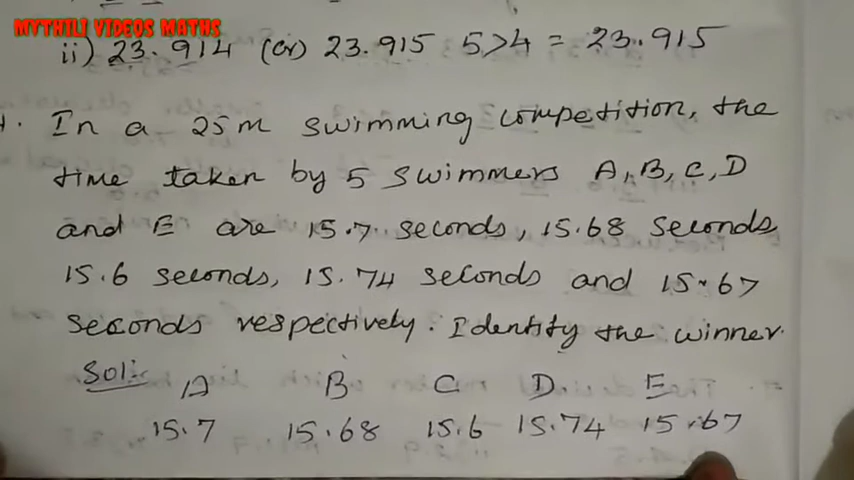 MYTHILI VIDEOS MATHS
ii) 23.914 (or) 23.915 5>4 = 23.915
In a 25m swimming competition, the
time taken by 5 swimmers A, B, C, D
and E are 15.7 seconds, 15.68 seconds
15.6 seconds, 15.74 seconds and 15.67
seconds respectively. Identity the winner.
Sol:-
A B C D E
15.7 15.68 15.6 15.74 15.67